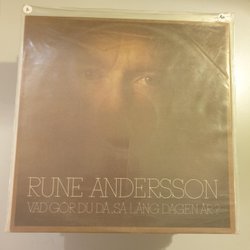 RUNE ANDERSSON
VAD GÖR DU DÅ, SÅ LÅNG DAGEN ÄR?